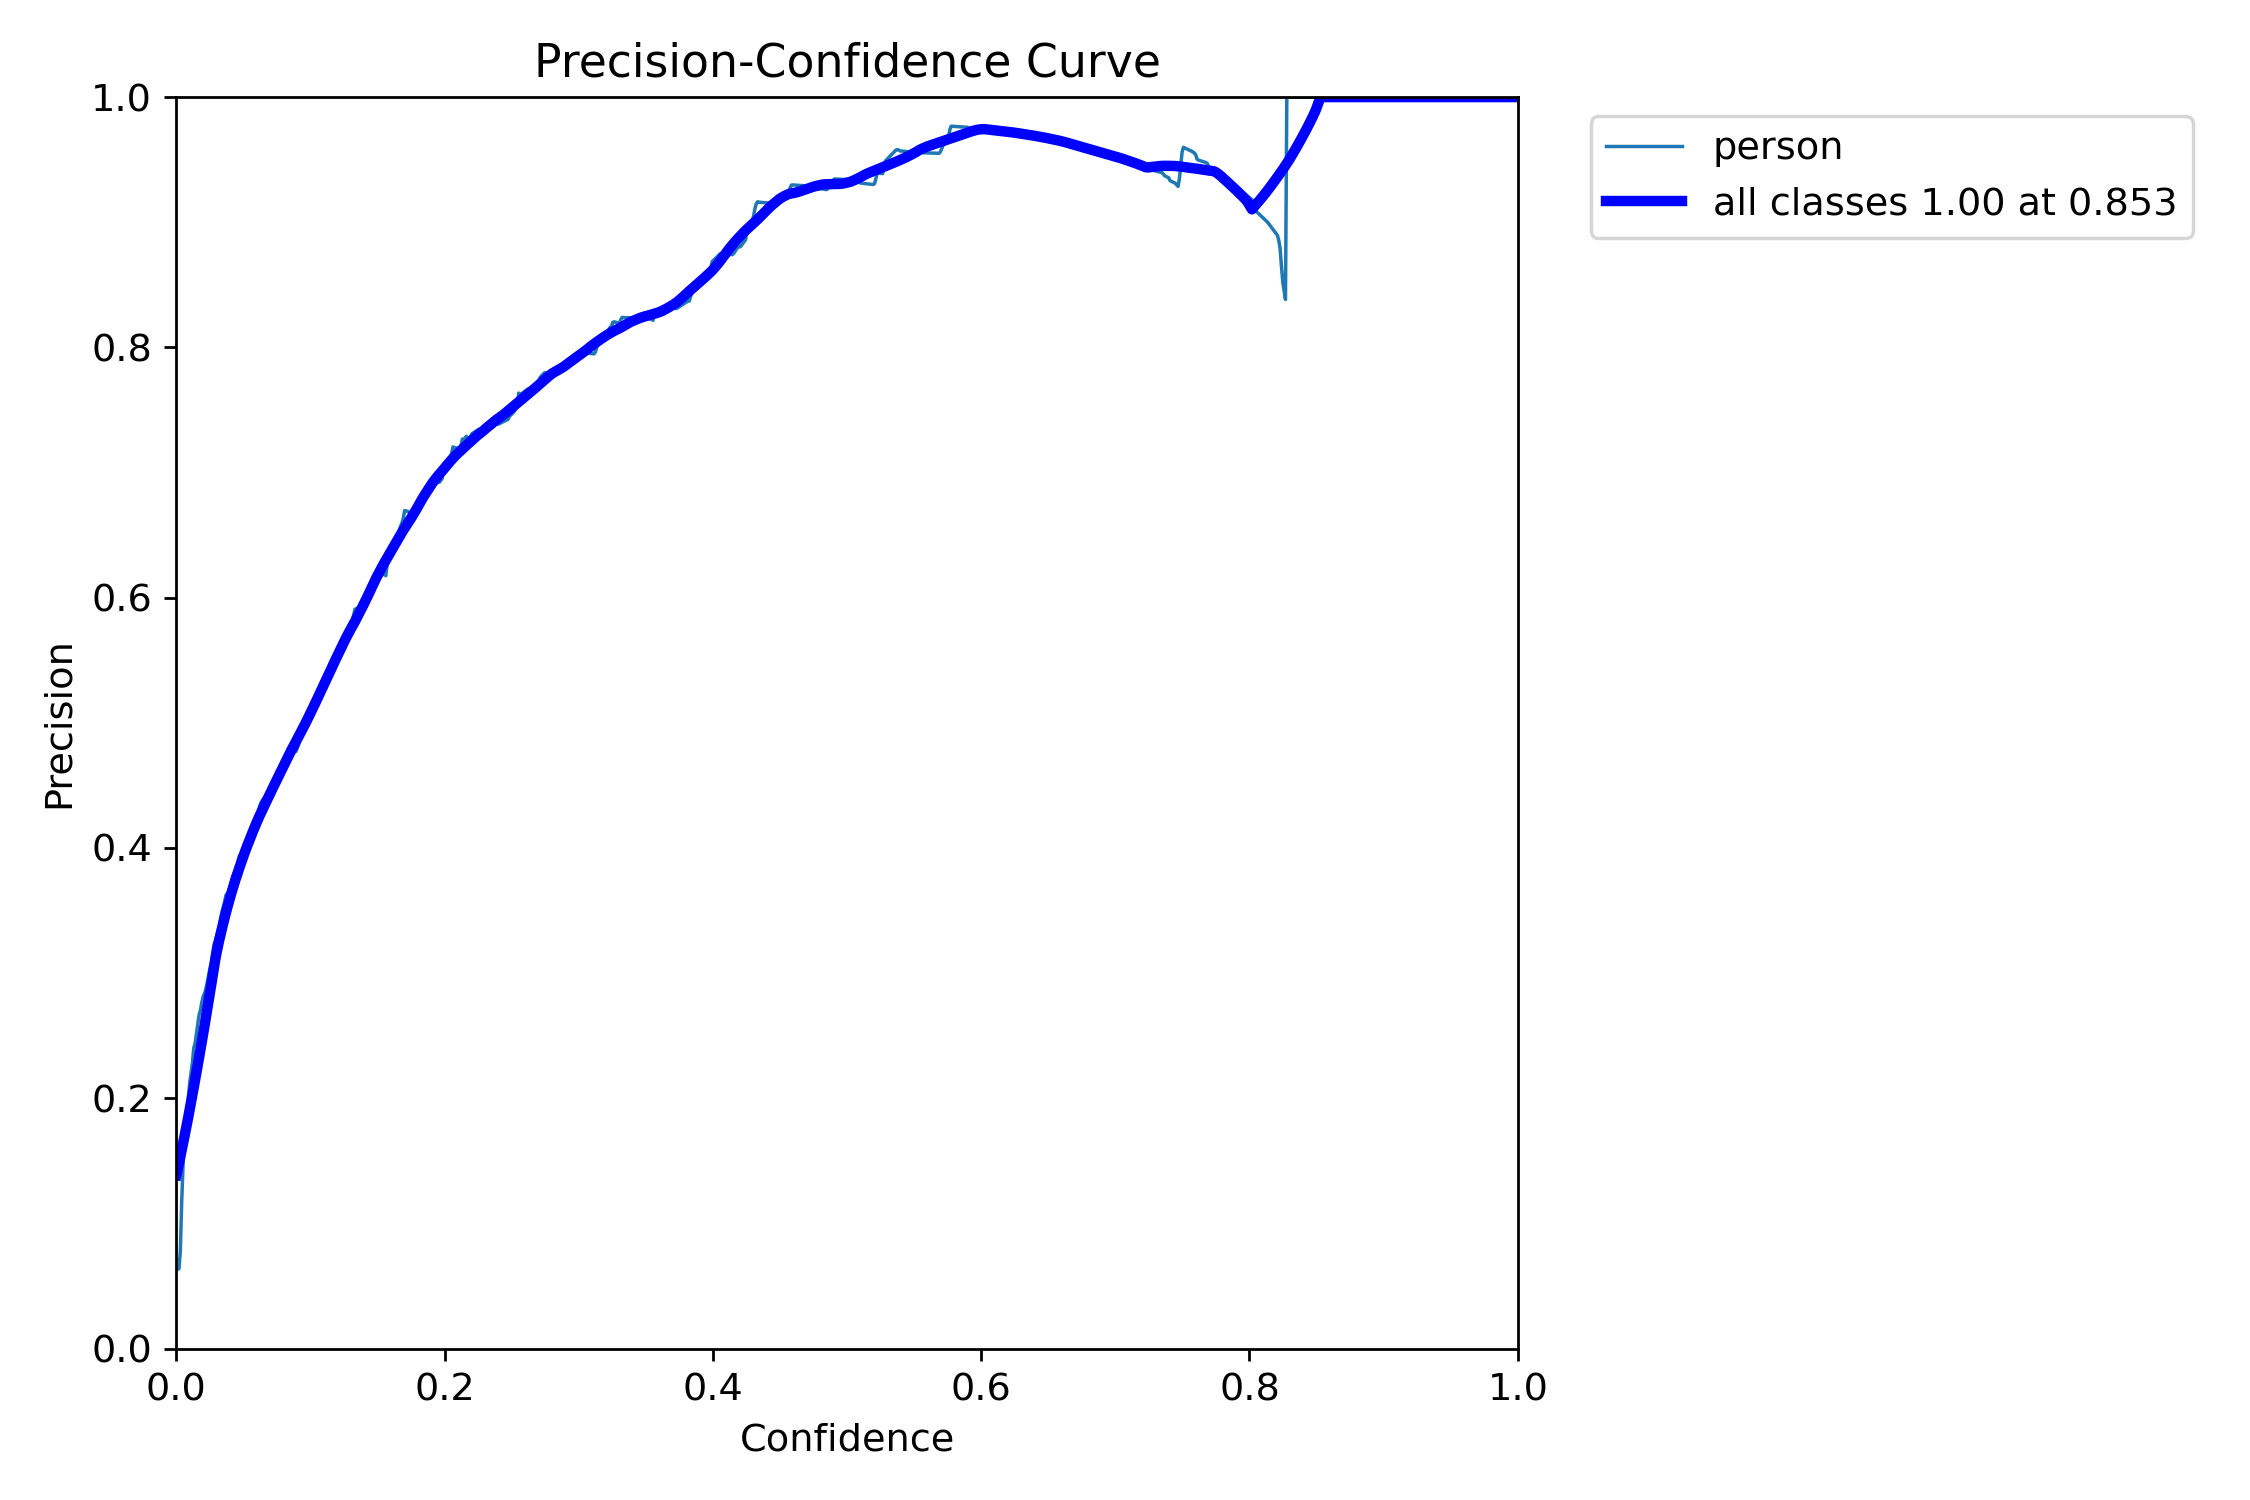 Precision-Confidence Curve
1.0
0.8
0.6
0.4
0.2
0.0
Precision
0.0 0.2 0.4 0.6 0.8 1.0
Confidence
person
all classes 1.00 at 0.853